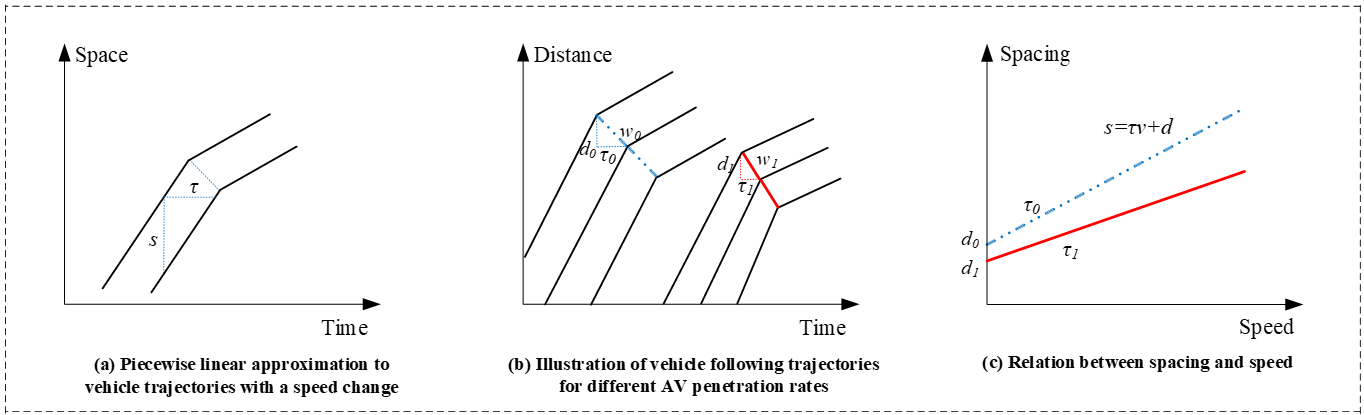 Space
τ
s
Time
(a) Piecewise linear approximation to
vehicle trajectories with a speed change
Distance
w₀
d₀ τ₀
d₁ w₁
τ₁
Time
(b) Illustration of vehicle following trajectories
for different AV penetration rates
Spacing
s=τv+d
τ₀
d₀
τ₁
d₁
Speed
(c) Relation between spacing and speed